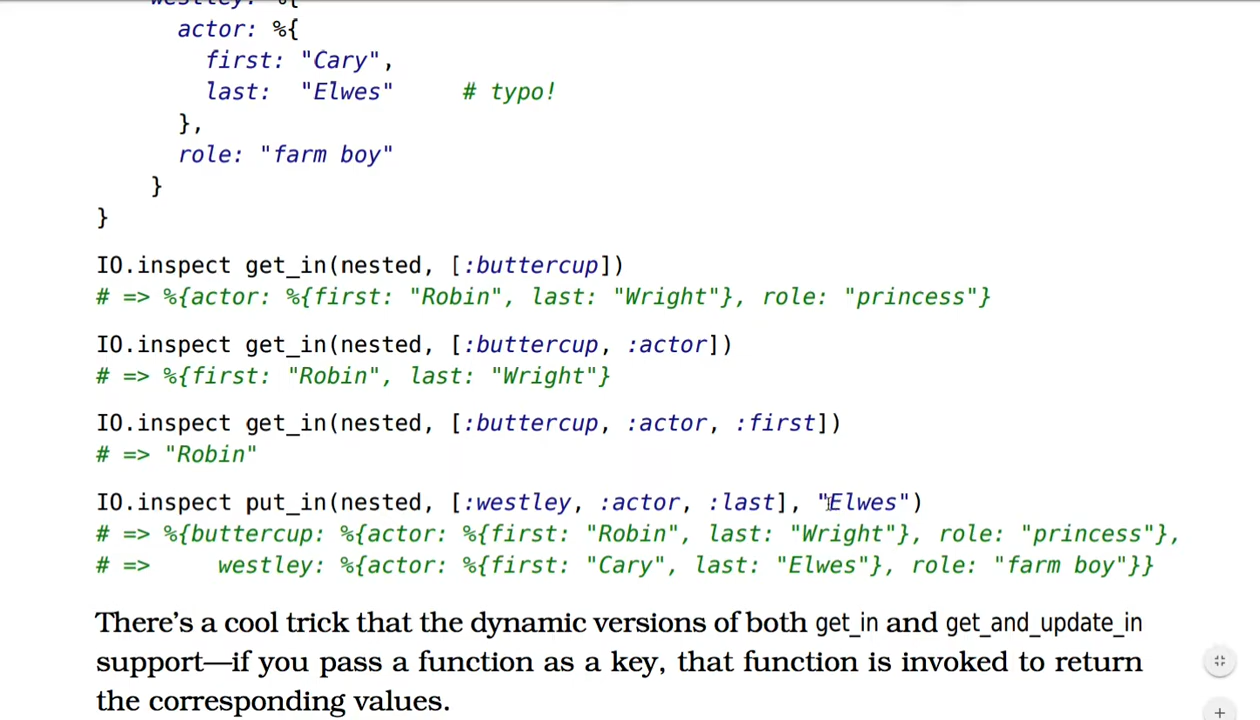 westley: %{
actor: %{
first: "Cary",
last: "Elwes" # typo!
},
role: "farm boy"
}
}
IO.inspect get_in(nested, [:buttercup])
# => %{actor: %{first: "Robin", last: "Wright"}, role: "princess"}
IO.inspect get_in(nested, [:buttercup, :actor])
# => %{first: "Robin", last: "Wright"}
IO.inspect get_in(nested, [:buttercup, :actor, :first])
# => "Robin"
IO.inspect put_in(nested, [:westley, :actor, :last], "Elwes")
# => %{buttercup: %{actor: %{first: "Robin", last: "Wright"}, role: "princess"},
# => westley: %{actor: %{first: "Cary", last: "Elwes"}, role: "farm boy"}}
There's a cool trick that the dynamic versions of both get_in and get_and_update_in
support—if you pass a function as a key, that function is invoked to return
the corresponding values.